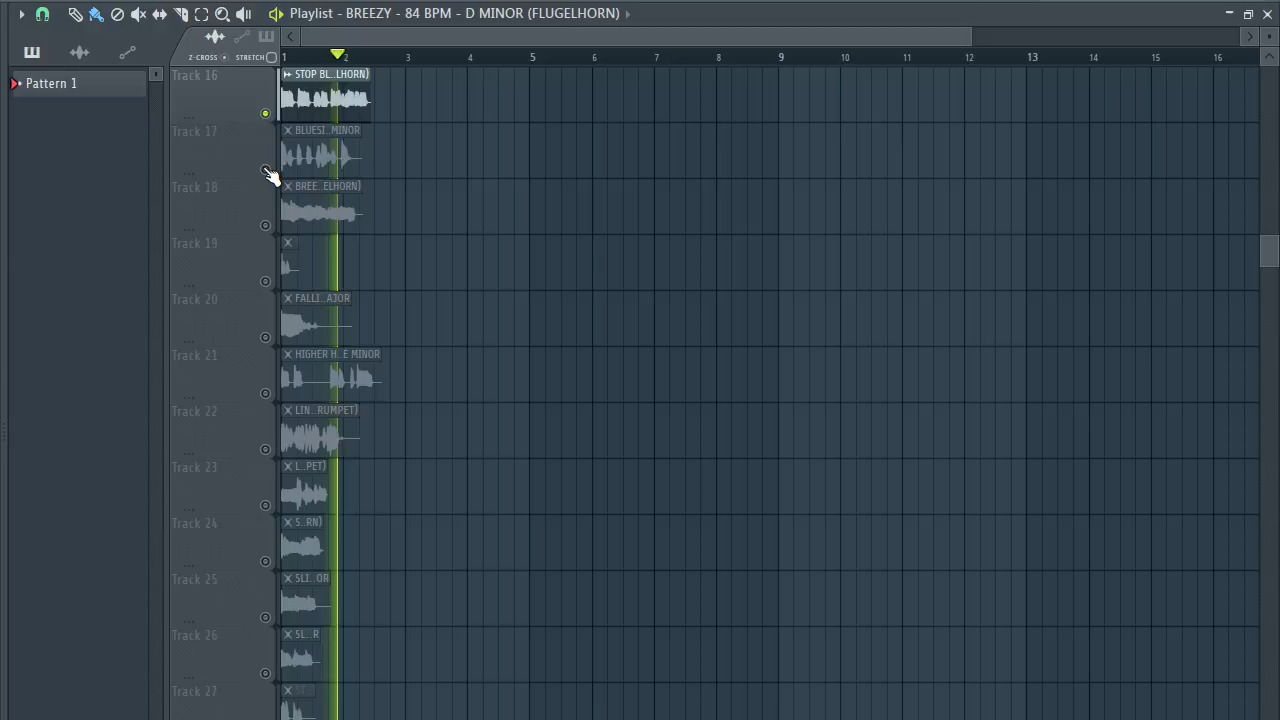 Playlist - BREEZY - 84 BPM - D MINOR (FLUGELHORN)
Z-CROSS STRETCH
1 2 3 4 5 6 7 8 9 10 11 12 13 14 15 16
Pattern 1
Track 16 STOP BL..LHORN)
Track 17 BLUESI..MINOR
Track 18 BREE..ELHORN)
Track 19
Track 20 FALLI..AJOR
Track 21 HIGHER H..E MINOR
Track 22 LIN..RUMPET)
Track 23 L..PET)
Track 24 S..RN)
Track 25 SLI..OR
Track 26 SL..R
Track 27 ST..